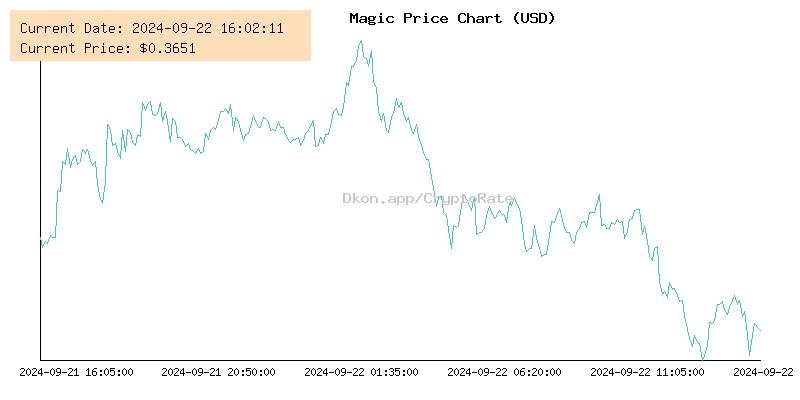 Magic Price Chart (USD)
Current Date: 2024-09-22 16:02:11
Current Price: $0.3651
Dkon.app/CryptoRate
2024-09-21 16:05:00 2024-09-21 20:50:00 2024-09-22 01:35:00 2024-09-22 06:20:00 2024-09-22 11:05:00 2024-09-22